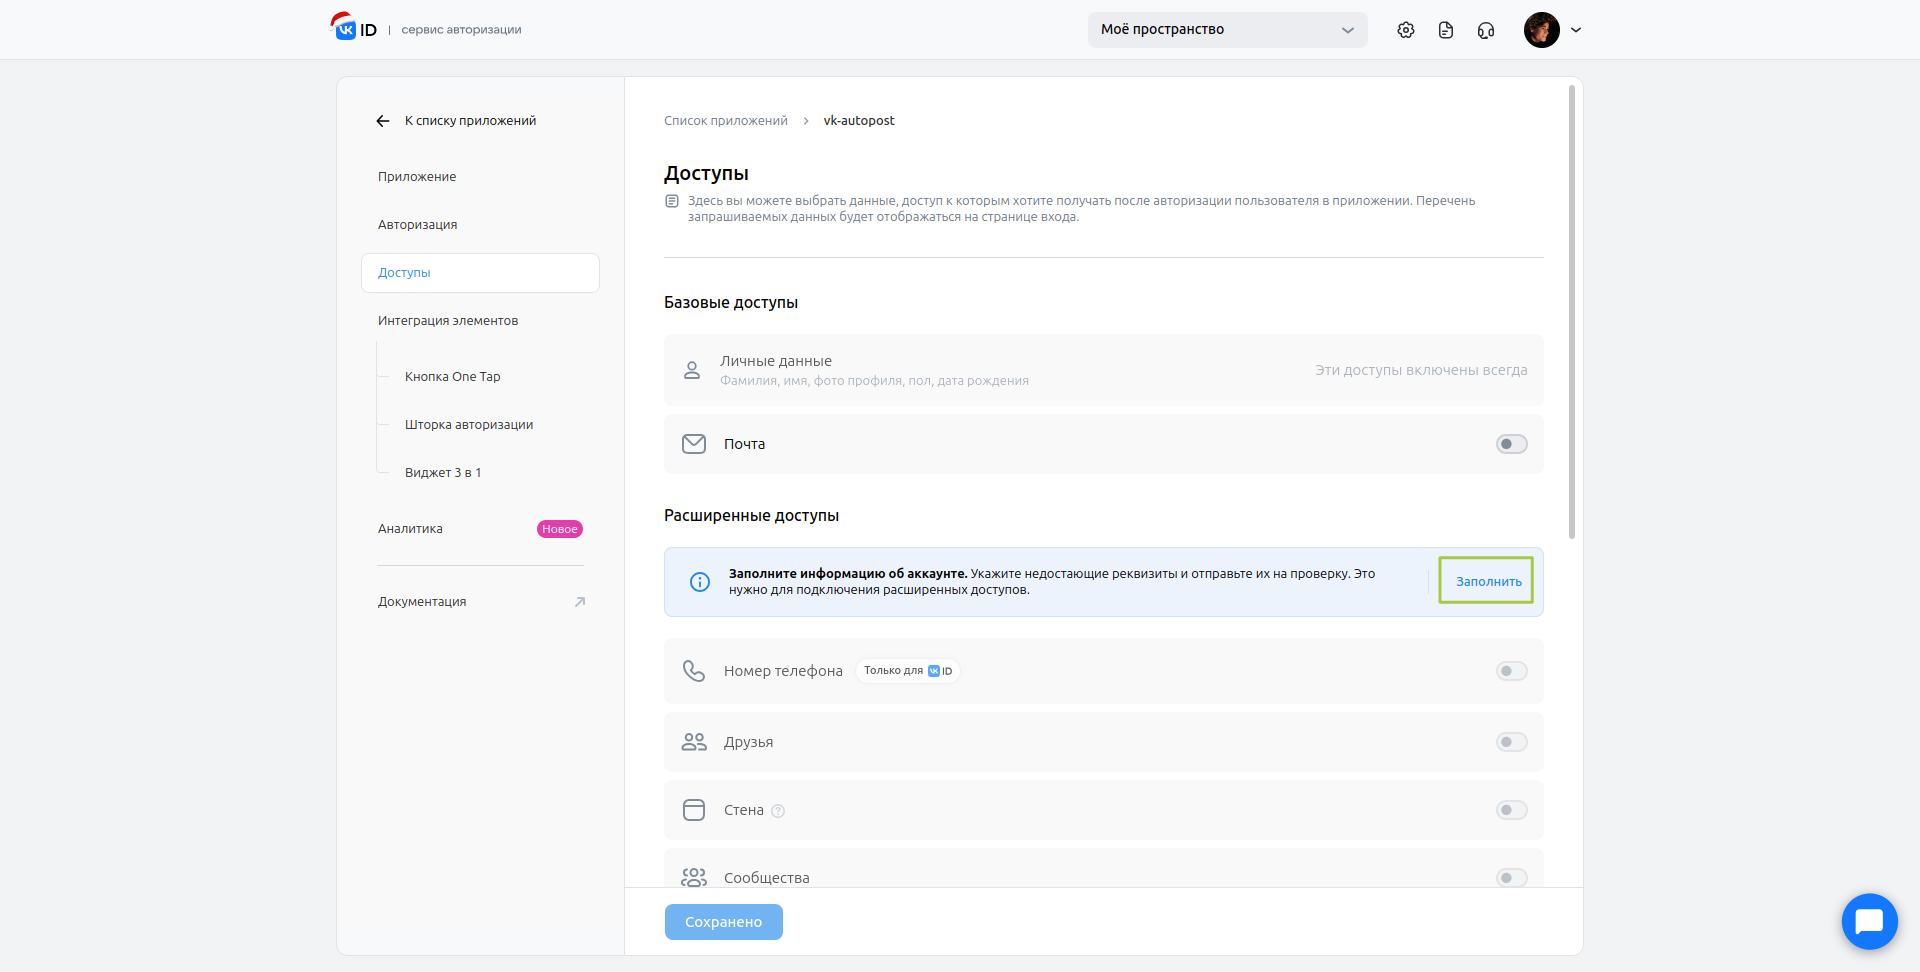 VK ID | сервис авторизации
Моё пространство
К списку приложений
Приложение
Авторизация
Доступы
Интеграция элементов
Кнопка One Tap
Шторка авторизации
Виджет 3 в 1
Аналитика Новое
Документация
Список приложений > vk-autopost
Доступы
Здесь вы можете выбрать данные, доступ к которым хотите получать после авторизации пользователя в приложении. Перечень
запрашиваемых данных будет отображаться на странице входа.
Базовые доступы
Личные данные
Фамилия, имя, фото профиля, пол, дата рождения
Эти доступы включены всегда
Почта
Расширенные доступы
Заполните информацию об аккаунте. Укажите недостающие реквизиты и отправьте их на проверку. Это
нужно для подключения расширенных доступов.
Заполнить
Номер телефона Только для VK ID
Друзья
Стена ?
Сообщества
Сохранено